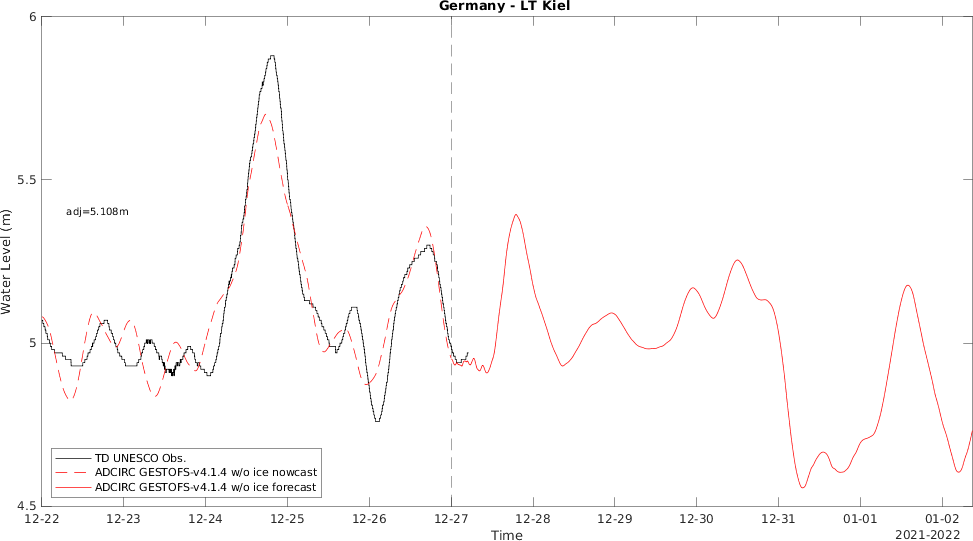 Germany - LT Kiel
6
5.5
5
4.5
Water Level (m)
adj=5.108m
TD UNESCO Obs.
ADCIRC GESTOFS-v4.1.4 w/o ice nowcast
ADCIRC GESTOFS-v4.1.4 w/o ice forecast
12-22 12-23 12-24 12-25 12-26 12-27 12-28 12-29 12-30 12-31 01-01 01-02
Time
2021-2022